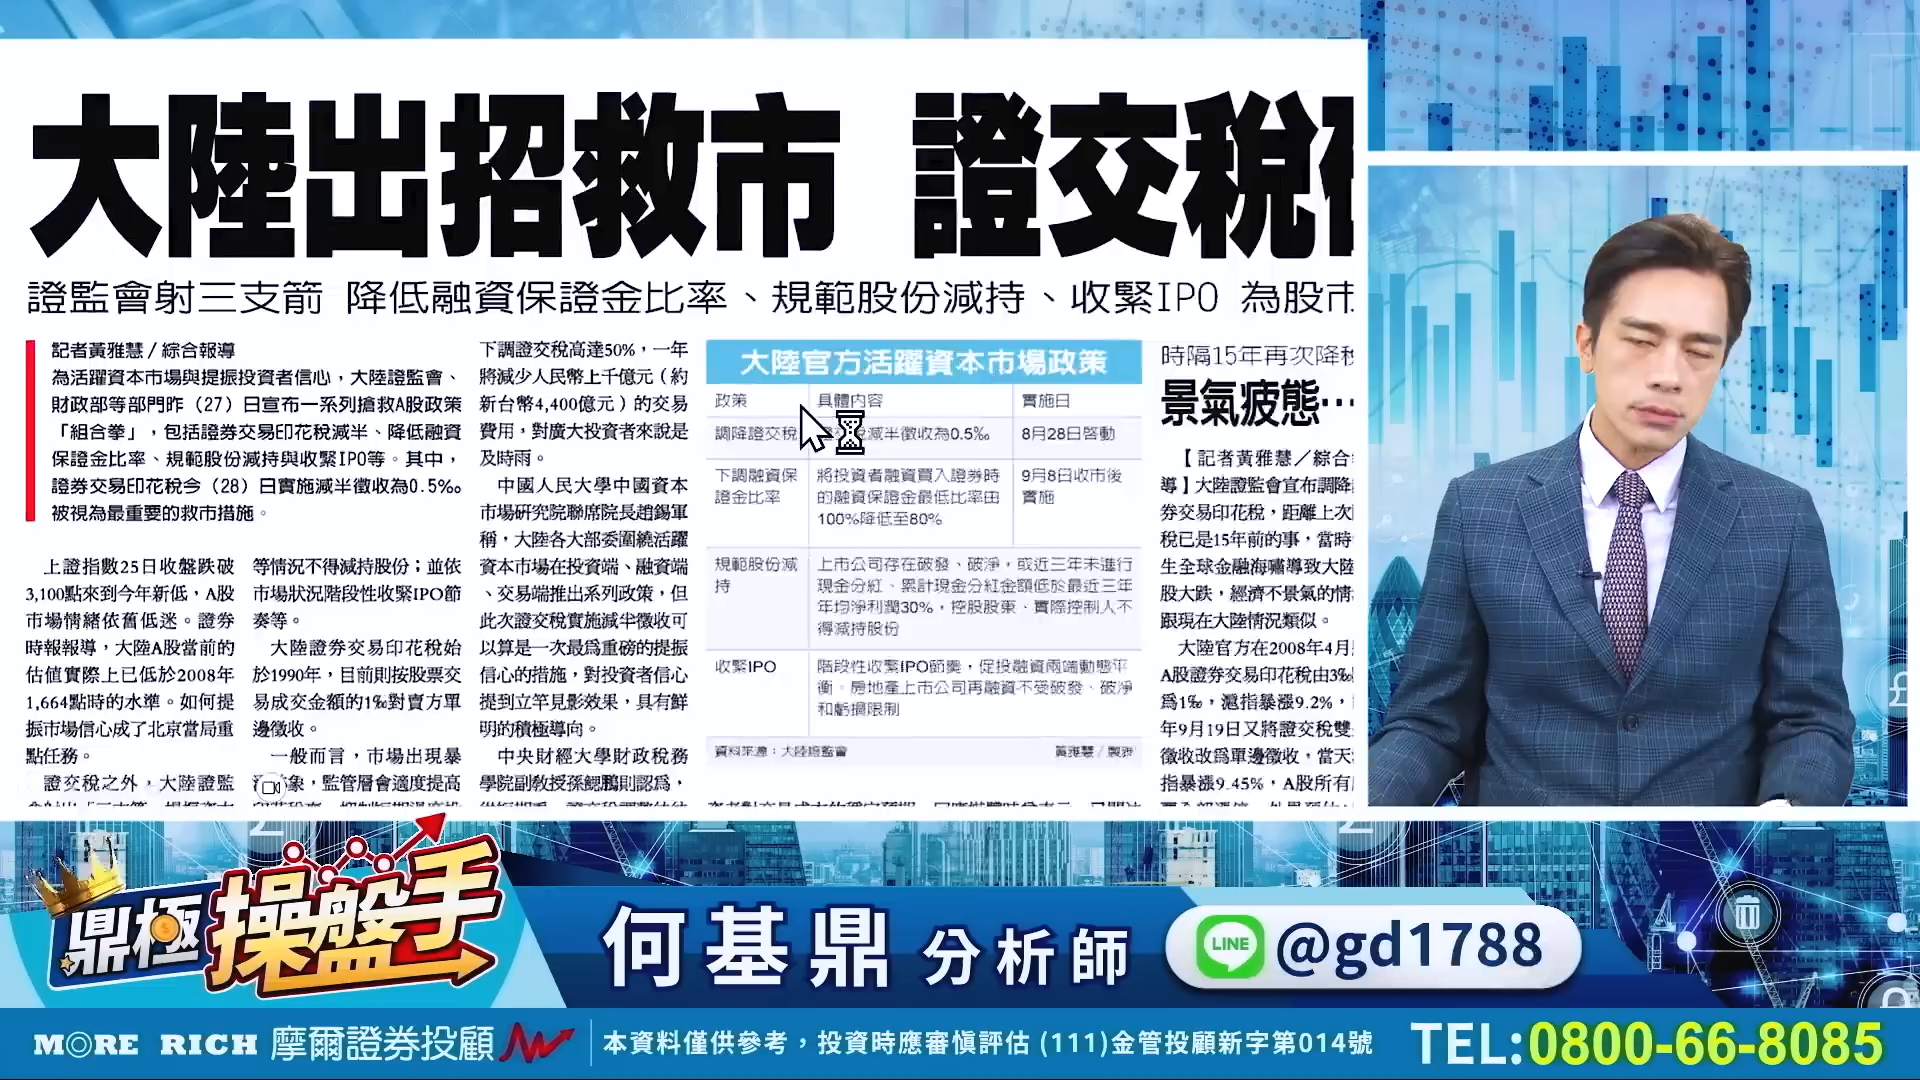 大陸出招救市 證交稅
證監會射三支箭 降低融資保證金比率、規範股份減持、收緊IPO 為股市
記者黃雅慧／綜合報導
為活躍資本市場與提振投資者信心，大陸證監會、
財政部等部門昨（27）日宣布一系列搶救A股政策
「組合拳」，包括證券交易印花稅減半、降低融資
保證金比率、規範股份減持與收緊IPO等。其中，
證券交易印花稅今（28）日實施減半徵收為0.5‰
被視為最重要的救市措施。
上證指數25日收盤跌破
3,100點來到今年新低，A股
市場情緒依舊低迷。證券
時報報導，大陸A股當前的
估值實際上已低於2008年
1,664點時的水準。如何提
振市場信心成了北京當局重
點任務。
證交稅之外，大陸證監
等情況不得減持股份；並依
市場狀況階段性收緊IPO節
奏等。
大陸證券交易印花稅始
於1990年，目前則按股票交
易成交金額的1‰對賣方單
邊徵收。
一般而言，市場出現暴
象，監管層會適度提高
下調證交稅高達50%，一年
將減少人民幣上千億元（約
新台幣4,400億元）的交易
費用，對廣大投資者來說是
及時雨。
中國人民大學中國資本
市場研究院聯席院長趙錫軍
稱，大陸各大部委圍繞活躍
資本市場在投資端、融資端
、交易端推出系列政策，但
此次證交稅實施減半徵收可
以算是一次最為重磅的提振
信心的措施，對投資者信心
提到立竿見影效果，具有鮮
明的積極導向。
中央財經大學財政稅務
學院副教授孫鯤鵬則認為，
大陸官方活躍資本市場政策
政策 具體內容 實施日
調降證交稅 稅減半徵收為0.5‰ 8月28日啓動
下調融資保證金比率 將投資者融資買入證券時 9月8日收市後實施
的融資保證金最低比率由
100%降低至80%
規範股份減持 上市公司存在破發、破淨，或近三年未進行
現金分紅、累計現金分紅金額低於最近三年
年均淨利潤30%，控股股東、實際控制人不
得減持股份
收緊IPO 階段性收緊IPO節奏，促投融資兩端動態平
衡。房地產上市公司再融資不受破發、破淨
和虧損限制
資料來源：大陸證監會 黃雅慧／製表
時隔15年再次降稅
景氣疲態…
【記者黃雅慧／綜合
導】大陸證監會宣布調降
券交易印花稅，距離上次
稅已是15年前的事，當時
生全球金融海嘯導致大陸
股大跌，經濟不景氣的情
跟現在大陸情況類似。
大陸官方在2008年4月
A股證券交易印花稅由3‰
為1‰，滬指暴漲9.2%，
年9月19日又將證交稅雙
徵收改為單邊徵收，當天
指暴漲9.45%，A股所有
鼎極操盤手
何基鼎 分析師
LINE @gd1788
MORE RICH 摩爾證券投顧
本資料僅供參考，投資時應審慎評估 (111)金管投顧新字第014號
TEL:0800-66-8085